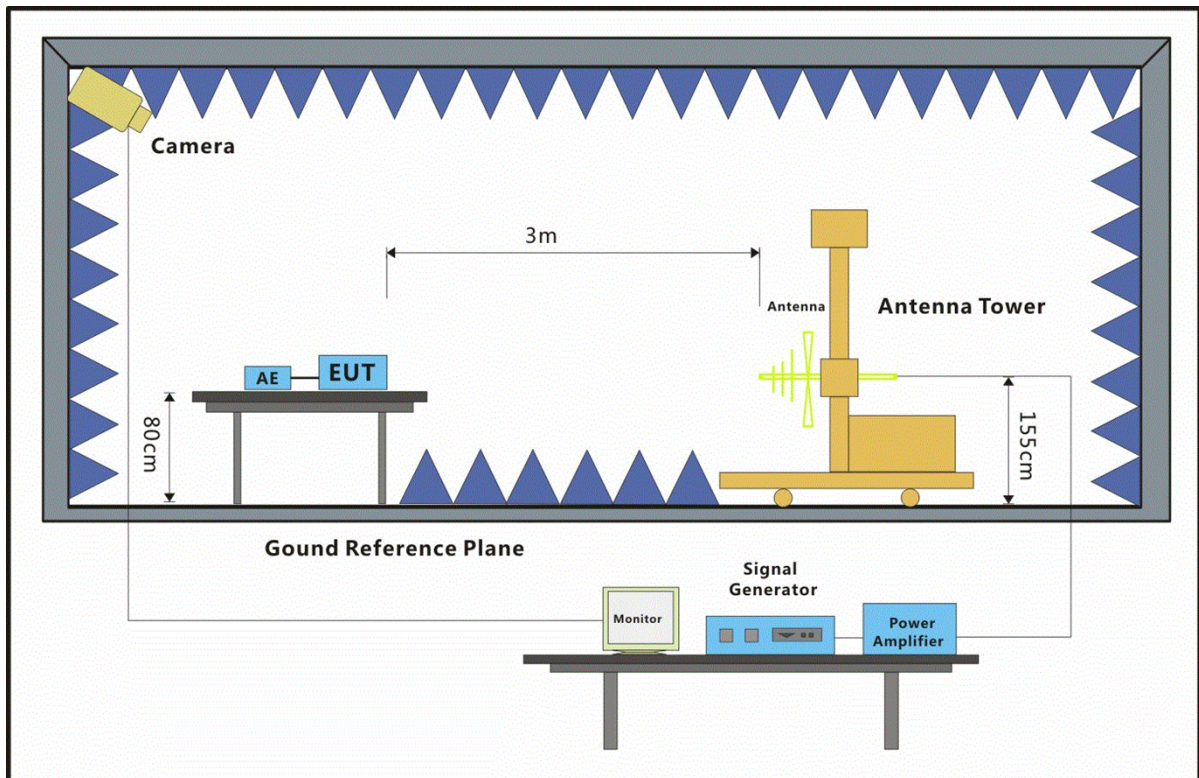 Camera
3m
Antenna
Antenna Tower
AE
EUT
80cm
155cm
Gound Reference Plane
Signal
Generator
Monitor
Power
Amplifier